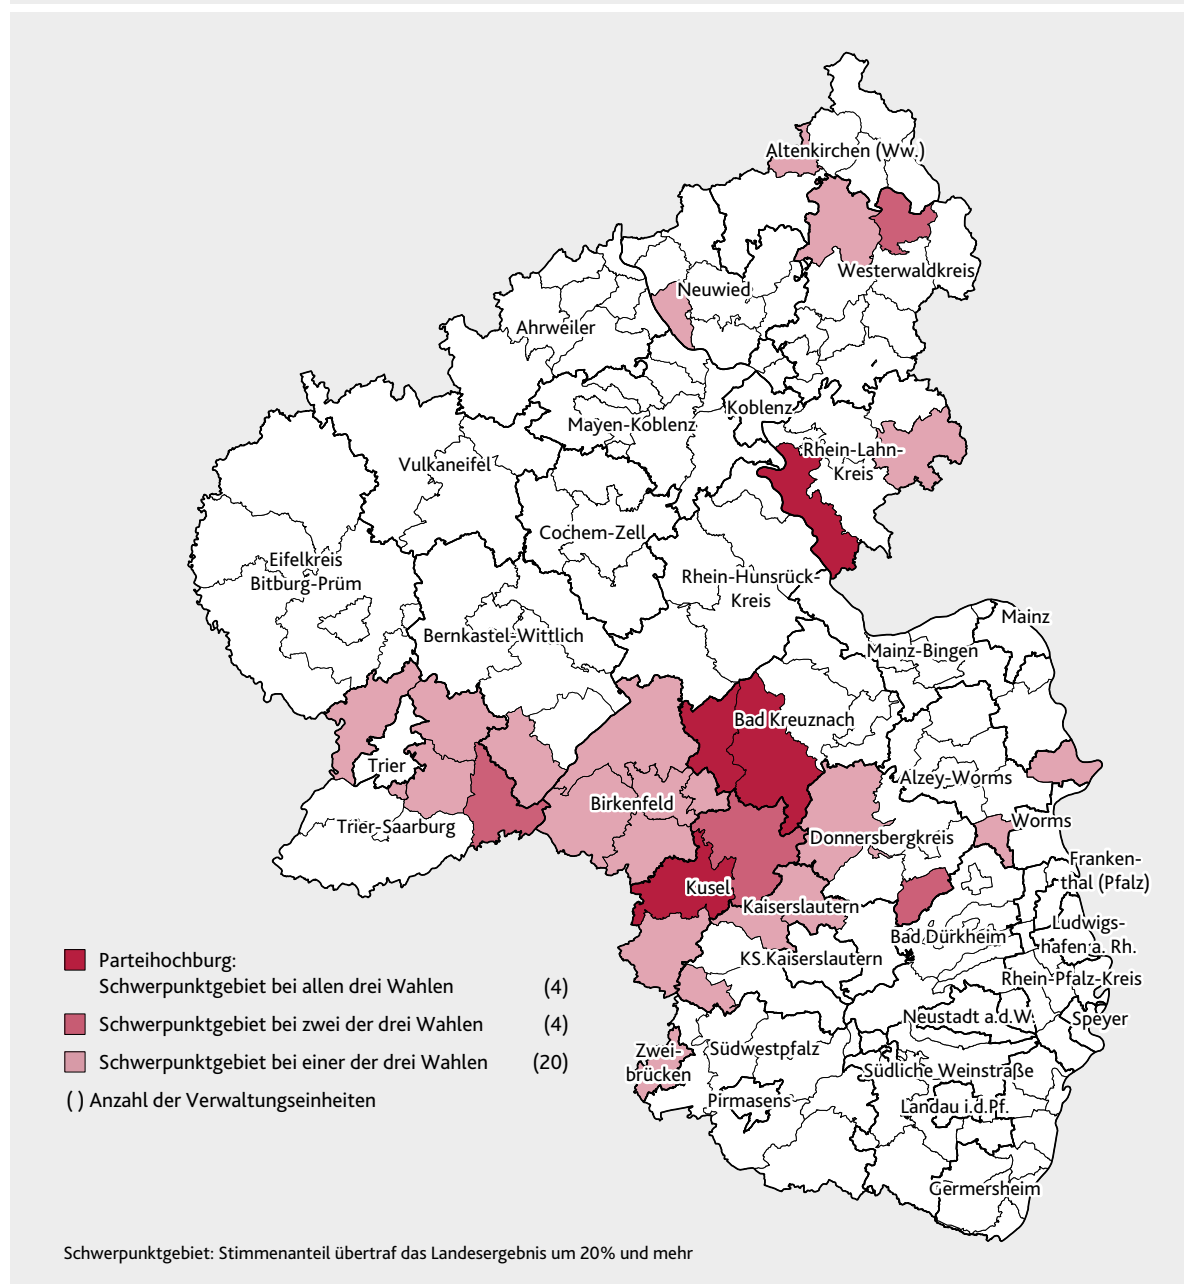 Altenkirchen (Ww.)
Westerwaldkreis
Neuwied
Ahrweiler
Koblenz
Mayen-Koblenz
Rhein-Lahn-
Kreis
Vulkaneifel
Cochem-Zell
Eifelkreis
Bitburg-Prüm
Rhein-Hunsrück-
Kreis
Mainz
Bernkastel-Wittlich
Mainz-Bingen
Bad Kreuznach
Trier
Alzey-Worms
Birkenfeld
Trier-Saarburg
Worms
Donnersbergkreis
Franken-
thal (Pfalz)
Kusel
Kaiserslautern
Ludwigs-
hafen a. Rh.
Bad Dürkheim
KS.Kaiserslautern
Rhein-Pfalz-Kreis
Neustadt a.d.W.
Speyer
Zwei-
brücken
Südwestpfalz
Südliche Weinstraße
Pirmasens
Landau i.d.Pf.
Germersheim
Parteihochburg:
Schwerpunktgebiet bei allen drei Wahlen (4)
Schwerpunktgebiet bei zwei der drei Wahlen (4)
Schwerpunktgebiet bei einer der drei Wahlen (20)
( ) Anzahl der Verwaltungseinheiten
Schwerpunktgebiet: Stimmenanteil übertraf das Landesergebnis um 20% und mehr